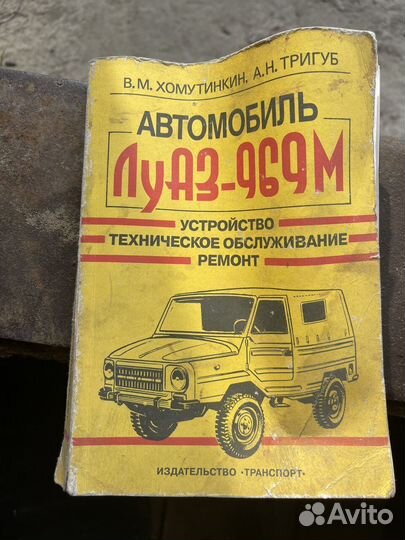 В.М. ХОМУТИНКИН, А.Н. ТРИГУБ
АВТОМОБИЛЬ
ЛуАЗ-969М
УСТРОЙСТВО
ТЕХНИЧЕСКОЕ ОБСЛУЖИВАНИЕ
РЕМОНТ
ИЗДАТЕЛЬСТВО «ТРАНСПОРТ»
Avito